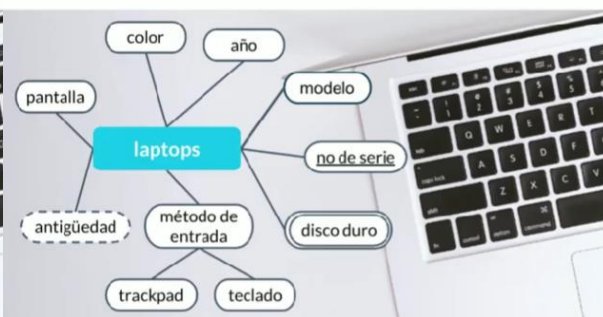 color
año
pantalla
modelo
laptops
no de serie
antigüedad
método de
entrada
disco duro
trackpad
teclado